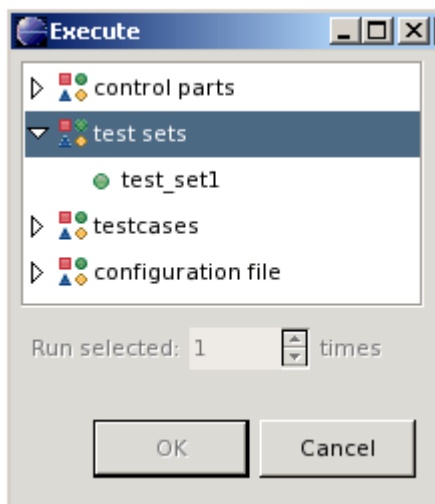 Execute
control parts
test sets
test_set1
testcases
configuration file
Run selected: 1 times
OK Cancel